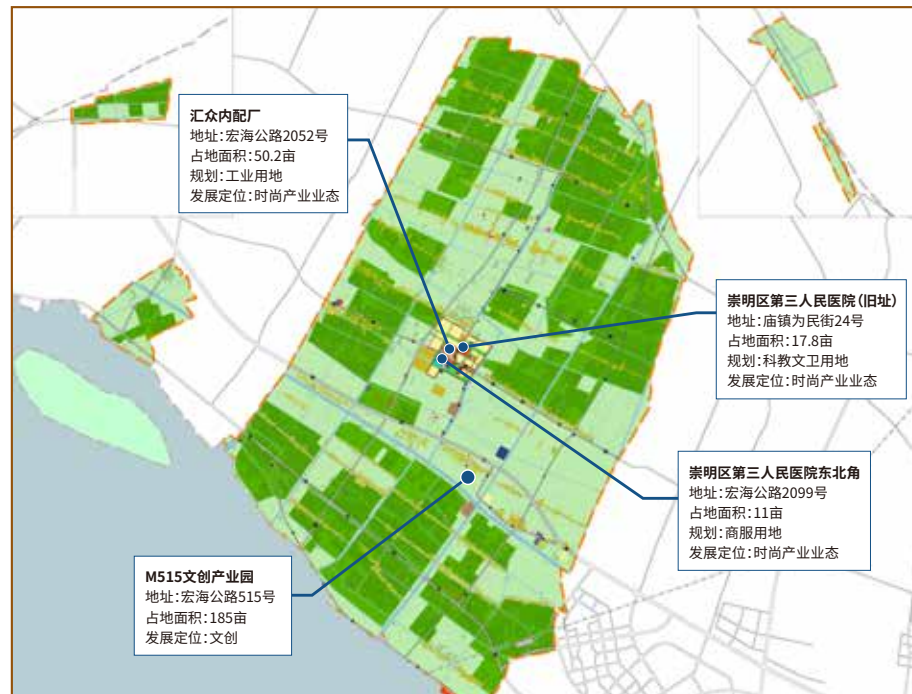 汇众内配厂
地址:宏海公路2052号
占地面积:50.2亩
规划:工业用地
发展定位:时尚产业业态
崇明区第三人民医院(旧址)
地址:庙镇为民街24号
占地面积:17.8亩
规划:科教文卫用地
发展定位:时尚产业业态
崇明区第三人民医院东北角
地址:宏海公路2099号
占地面积:11亩
规划:商服用地
发展定位:时尚产业业态
M515文创产业园
地址:宏海公路515号
占地面积:185亩
发展定位:文创